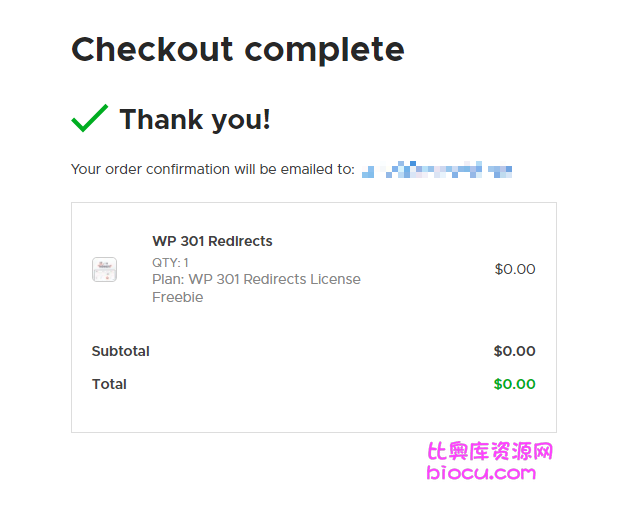 Checkout complete
Thank you!
Your order confirmation will be emailed to:
WP 301 Redirects
QTY: 1
$0.00
Plan: WP 301 Redirects License
Freebie
Subtotal $0.00
Total $0.00
比奥库资源网
biocu.com